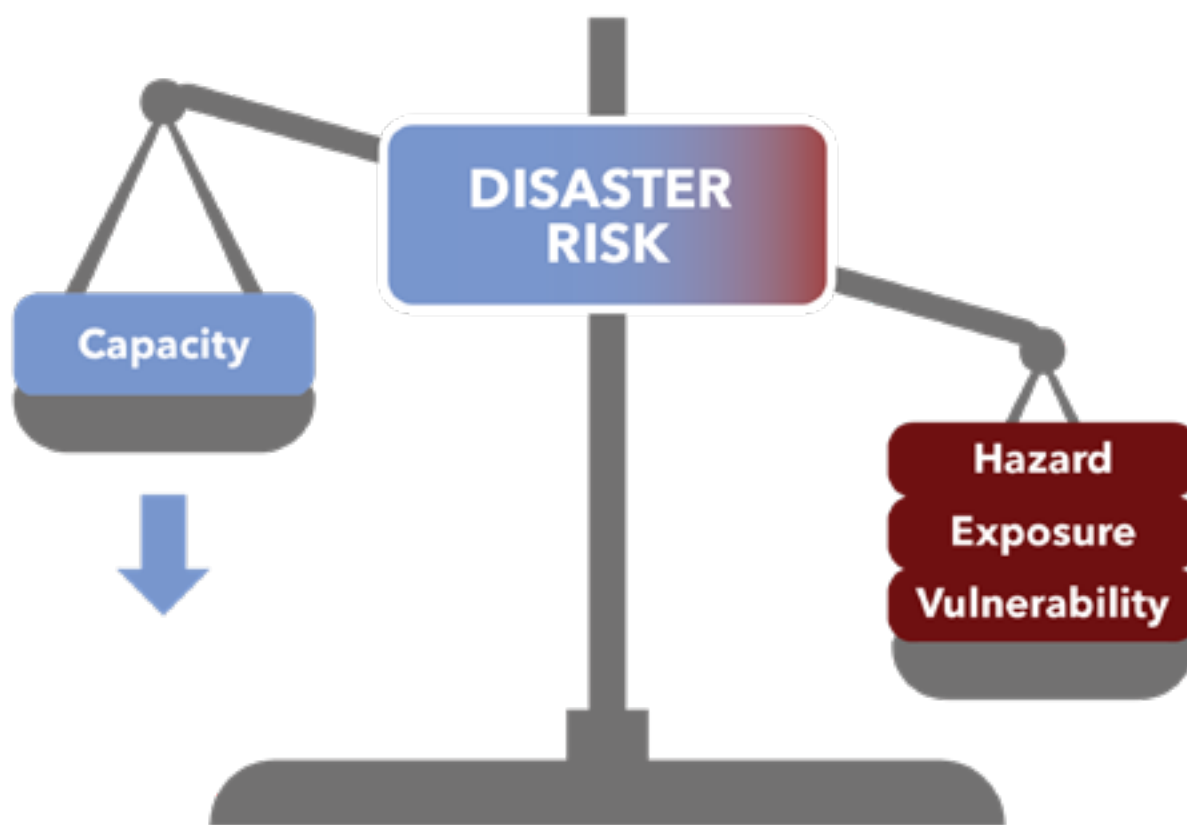 DISASTER
RISK
Capacity
Hazard
Exposure
Vulnerability